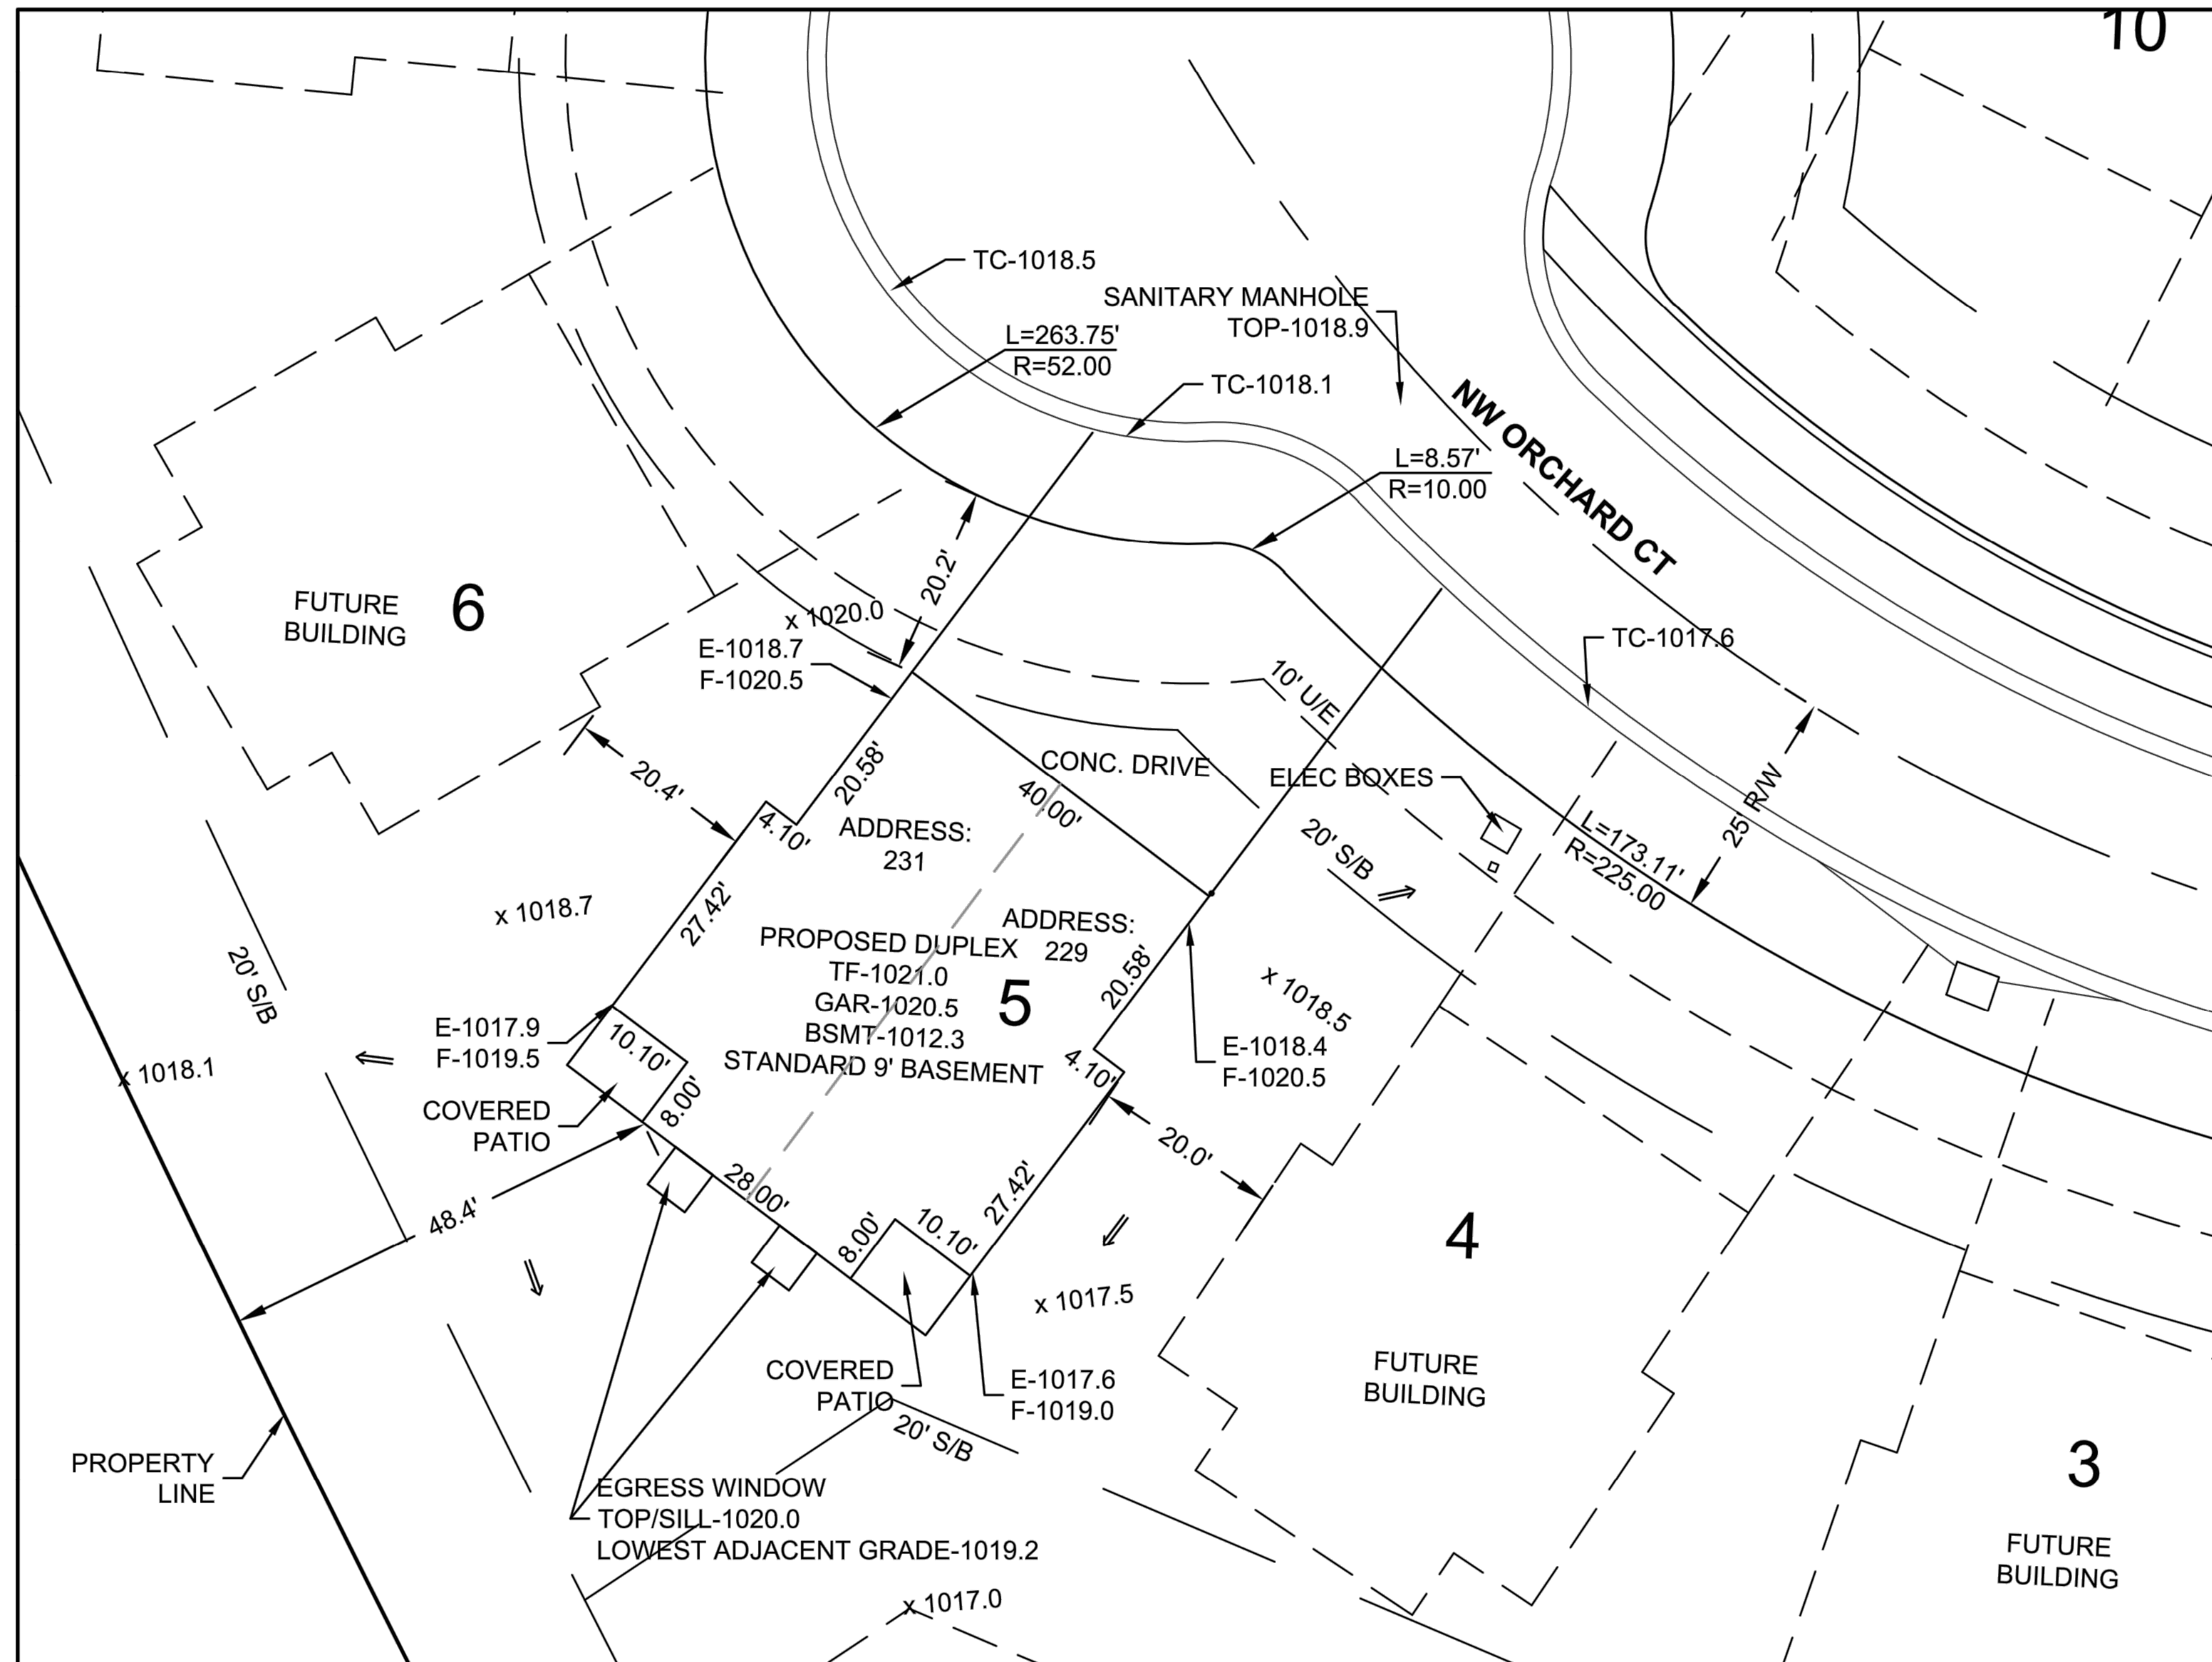 10
TC-1018.5
SANITARY MANHOLE
TOP-1018.9
L=263.75'
R=52.00
TC-1018.1
NW ORCHARD CT
L=8.57'
R=10.00
20.2'
FUTURE
BUILDING
6
x 1020.0
E-1018.7
F-1020.5
TC-1017.6
10' U/E
CONC. DRIVE
ELEC BOXES
25' R/W
20.4'
20.58'
40.00'
4.10'
ADDRESS:
231
20' S/B
L=173.11'
R=225.00
x 1018.7
27.42'
ADDRESS:
229
PROPOSED DUPLEX
TF-1021.0
GAR-1020.5
BSMT-1012.3
STANDARD 9' BASEMENT
5
20.58'
x 1018.5
20' S/B
E-1017.9
F-1019.5
10.10'
x 1018.1
4.10'
E-1018.4
F-1020.5
COVERED
PATIO
8.00'
20.0'
28.00'
48.4'
8.00'
10.10'
27.42'
4
x 1017.5
COVERED
PATIO
E-1017.6
F-1019.0
FUTURE
BUILDING
20' S/B
PROPERTY
LINE
EGRESS WINDOW
TOP/SILL-1020.0
LOWEST ADJACENT GRADE-1019.2
3
FUTURE
BUILDING
x 1017.0